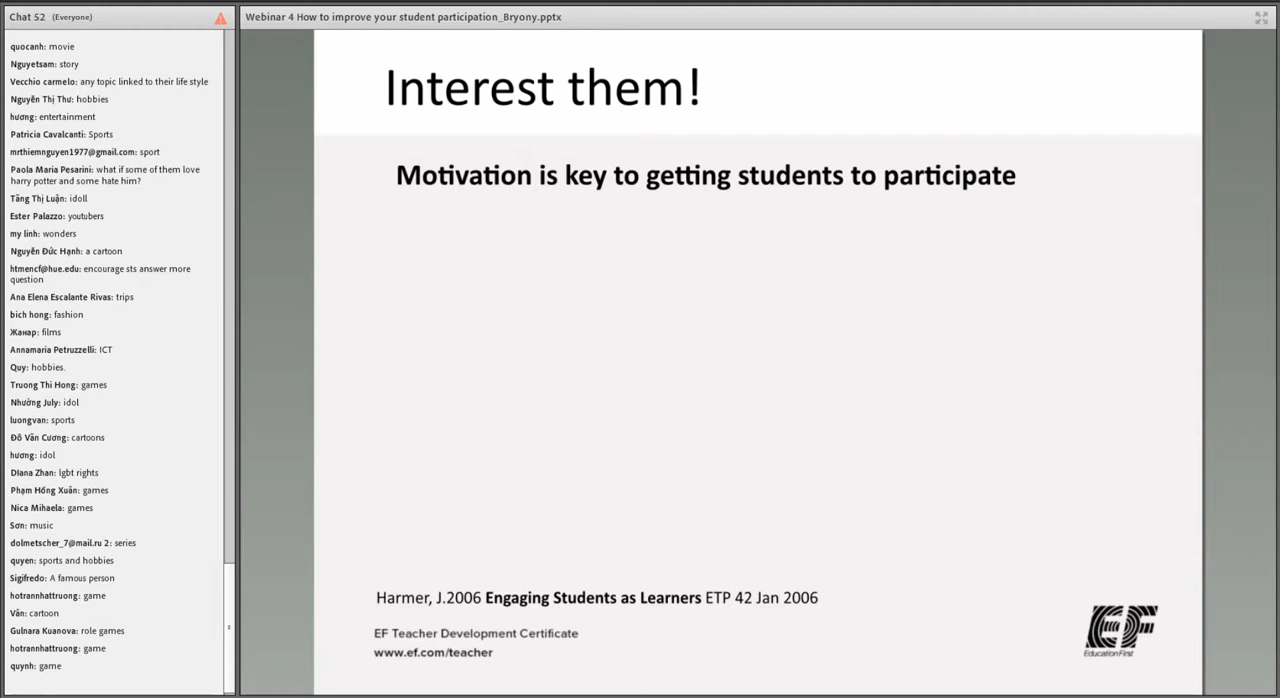 Chat 52 (Everyone)
quocanh: movie
Nguyetsam: story
Vecchio carmelo: any topic linked to their life style
Nguyễn Thị Thư: hobbies
hương: entertainment
Patricia Cavalcanti: Sports
mrthiemnguyen1977@gmail.com: sport
Paola Maria Pesarini: what if some of them love
harry potter and some hate him?
Tăng Thị Luận: idoll
Ester Palazzo: youtubers
my linh: wonders
Nguyễn Đức Hạnh: a cartoon
htmencf@hue.edu: encourage sts answer more
question
Ana Elena Escalante Rivas: trips
bich hong: fashion
Жанар: films
Annamaria Petruzzelli: ICT
Quy: hobbies.
Truong Thi Hong: games
Nhường July: idol
luongvan: sports
Đỗ Văn Cương: cartoons
hương: idol
DIana Zhan: lgbt rights
Phạm Hồng Xuân: games
Nica Mihaela: games
Sơn: music
dolmetscher_7@mail.ru 2: series
quyen: sports and hobbies
Sigifredo: A famous person
hotrannhattruong: game
Vân: cartoon
Gulnara Kuanova: role games
hotrannhattruong: game
quynh: game
Webinar 4 How to improve your student participation_Bryony.pptx
Interest them!
Motivation is key to getting students to participate
Harmer, J.2006 Engaging Students as Learners ETP 42 Jan 2006
EF Teacher Development Certificate
www.ef.com/teacher
EF
Education First